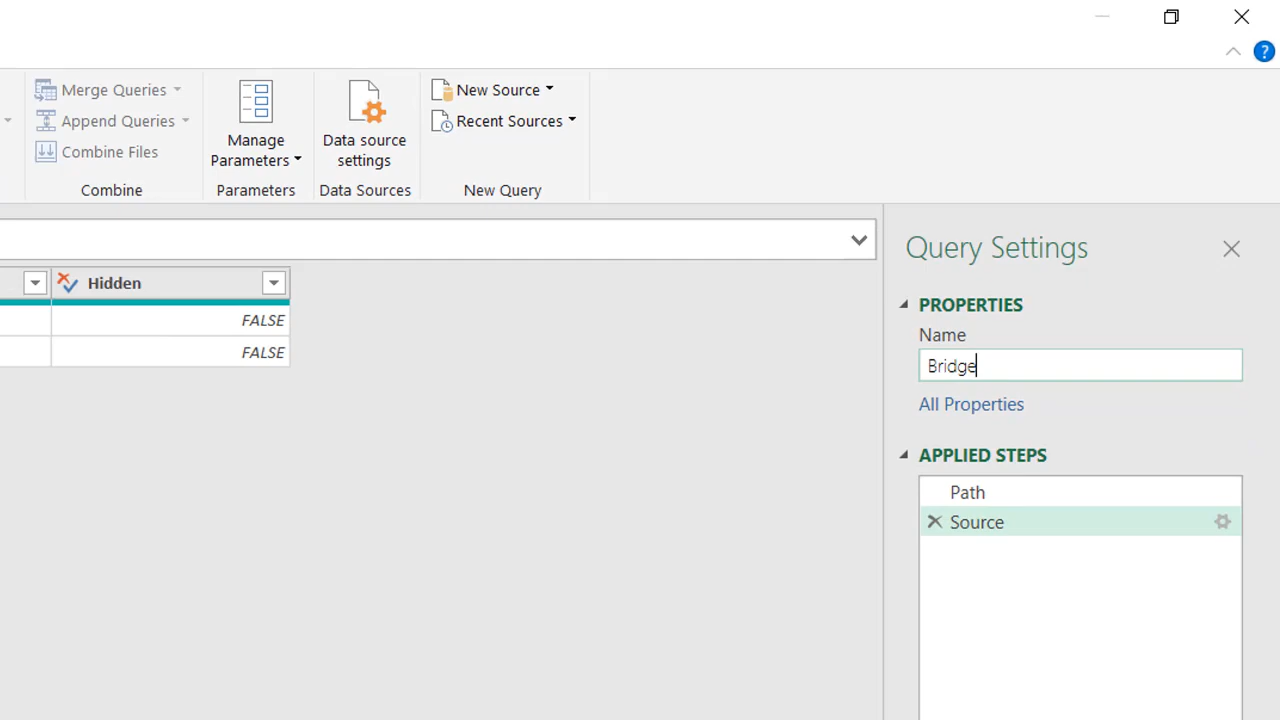 ?
Merge Queries
Append Queries
Combine Files
Combine
Manage
Parameters
Parameters
Data source
settings
Data Sources
New Source
Recent Sources
New Query
Hidden
FALSE
FALSE
Query Settings
PROPERTIES
Name
Bridge
All Properties
APPLIED STEPS
Path
Source